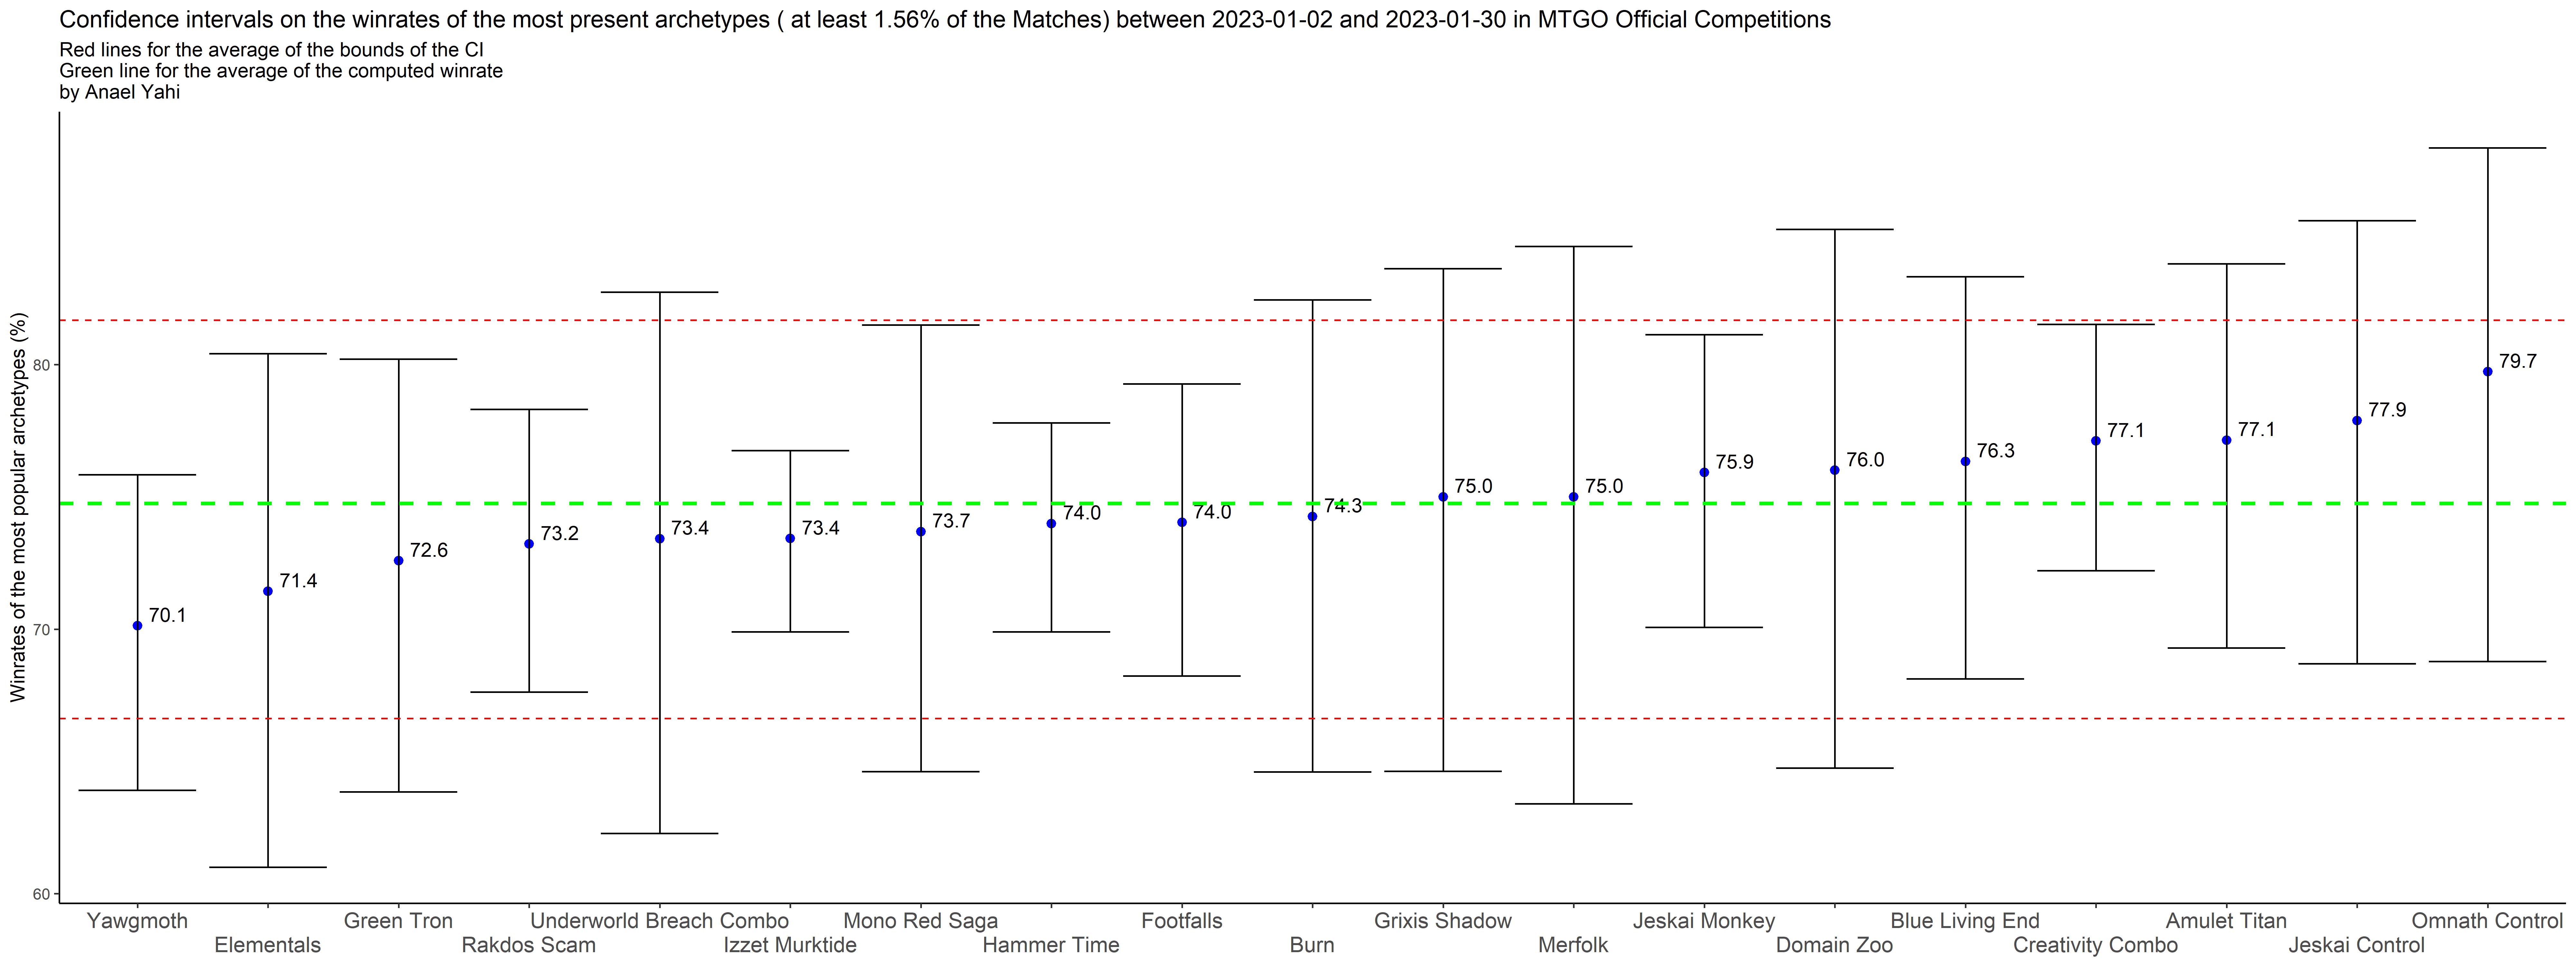 Confidence intervals on the winrates of the most present archetypes ( at least 1.56% of the Matches) between 2023-01-02 and 2023-01-30 in MTGO Official Competitions
Red lines for the average of the bounds of the CI
Green line for the average of the computed winrate
by Anael Yahi
Winrates of the most popular archetypes (%)
80
70
60
70.1
71.4
72.6
73.2
73.4
73.4
73.7
74.0
74.0
74.3
75.0
75.0
75.9
76.0
76.3
77.1
77.1
77.9
79.7
Yawgmoth
Elementals
Green Tron
Rakdos Scam
Underworld Breach Combo
Izzet Murktide
Mono Red Saga
Hammer Time
Footfalls
Burn
Grixis Shadow
Merfolk
Jeskai Monkey
Domain Zoo
Blue Living End
Creativity Combo
Amulet Titan
Jeskai Control
Omnath Control